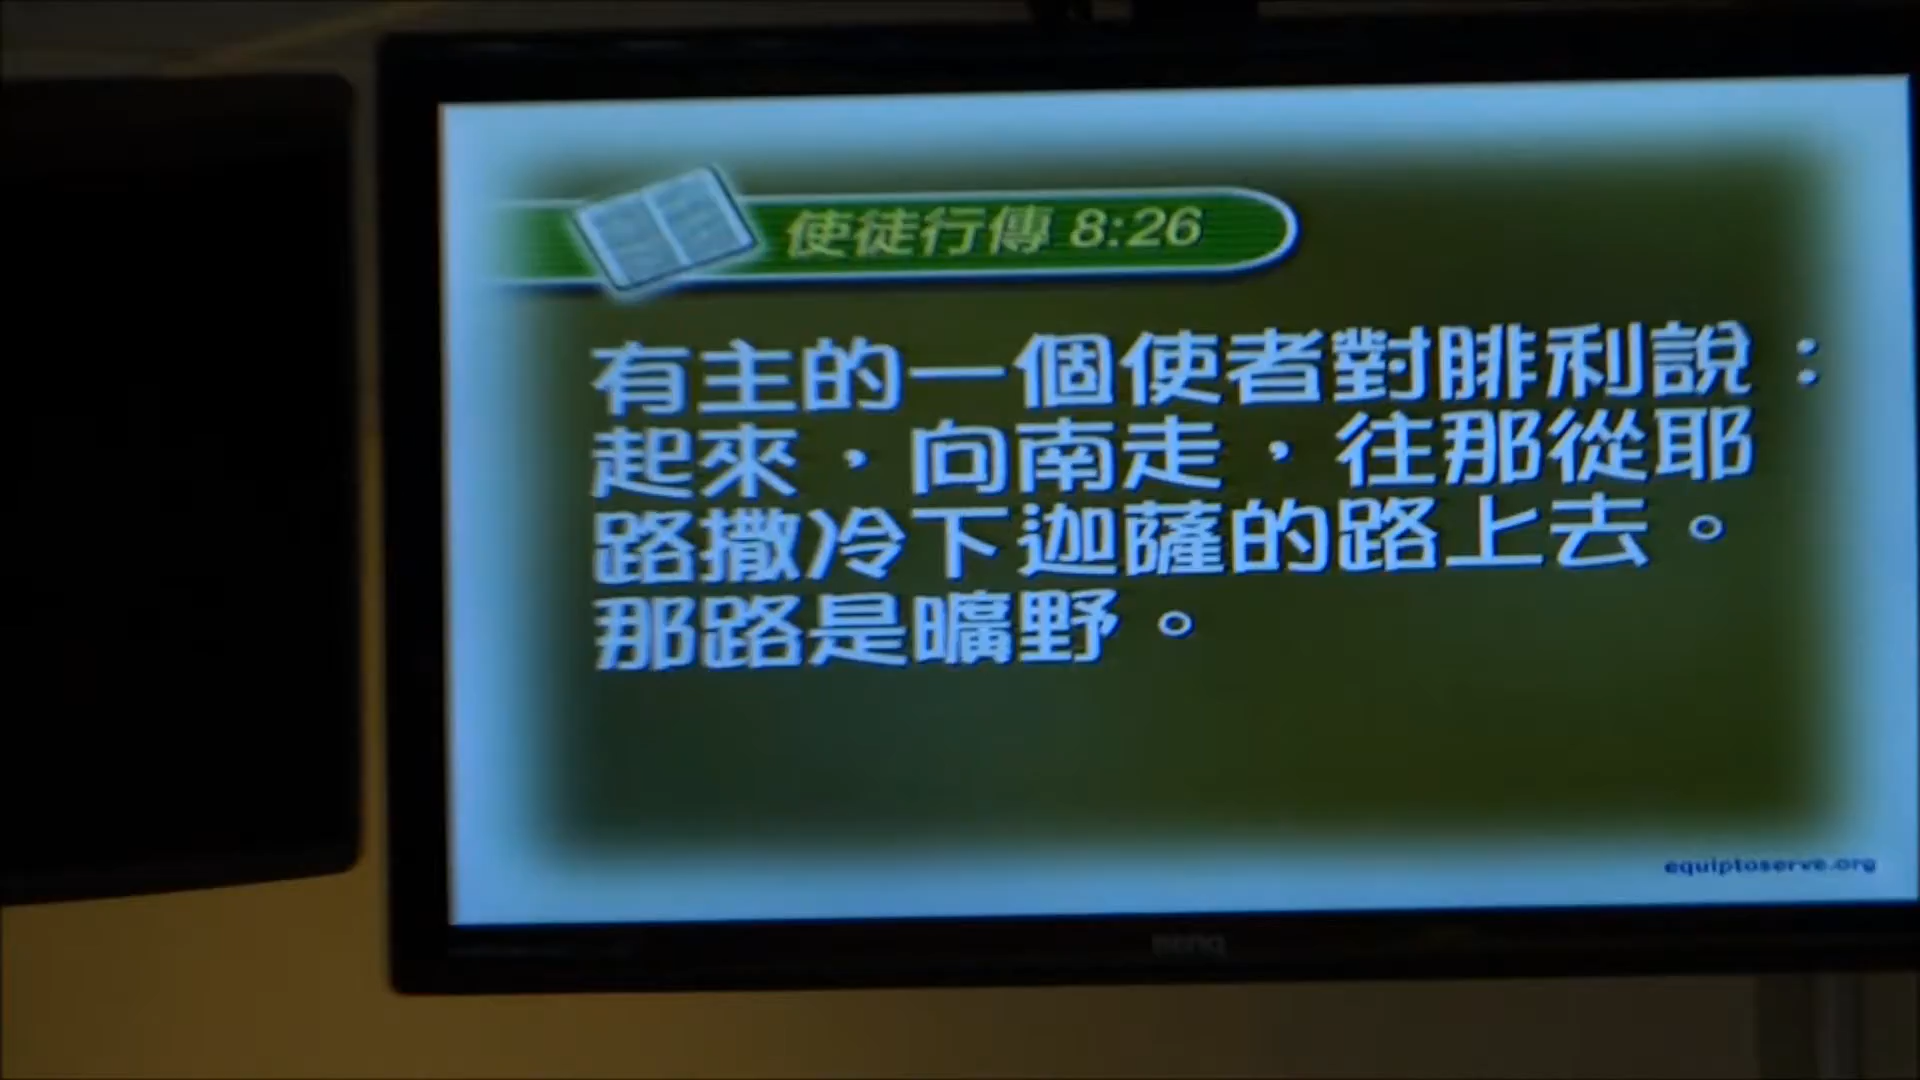 使徒行傳 8:26
有主的一個使者對腓利說：
起來，向南走，往那從耶
路撒冷下迦薩的路上去。
那路是曠野。
equiptoserve.org
BenQ